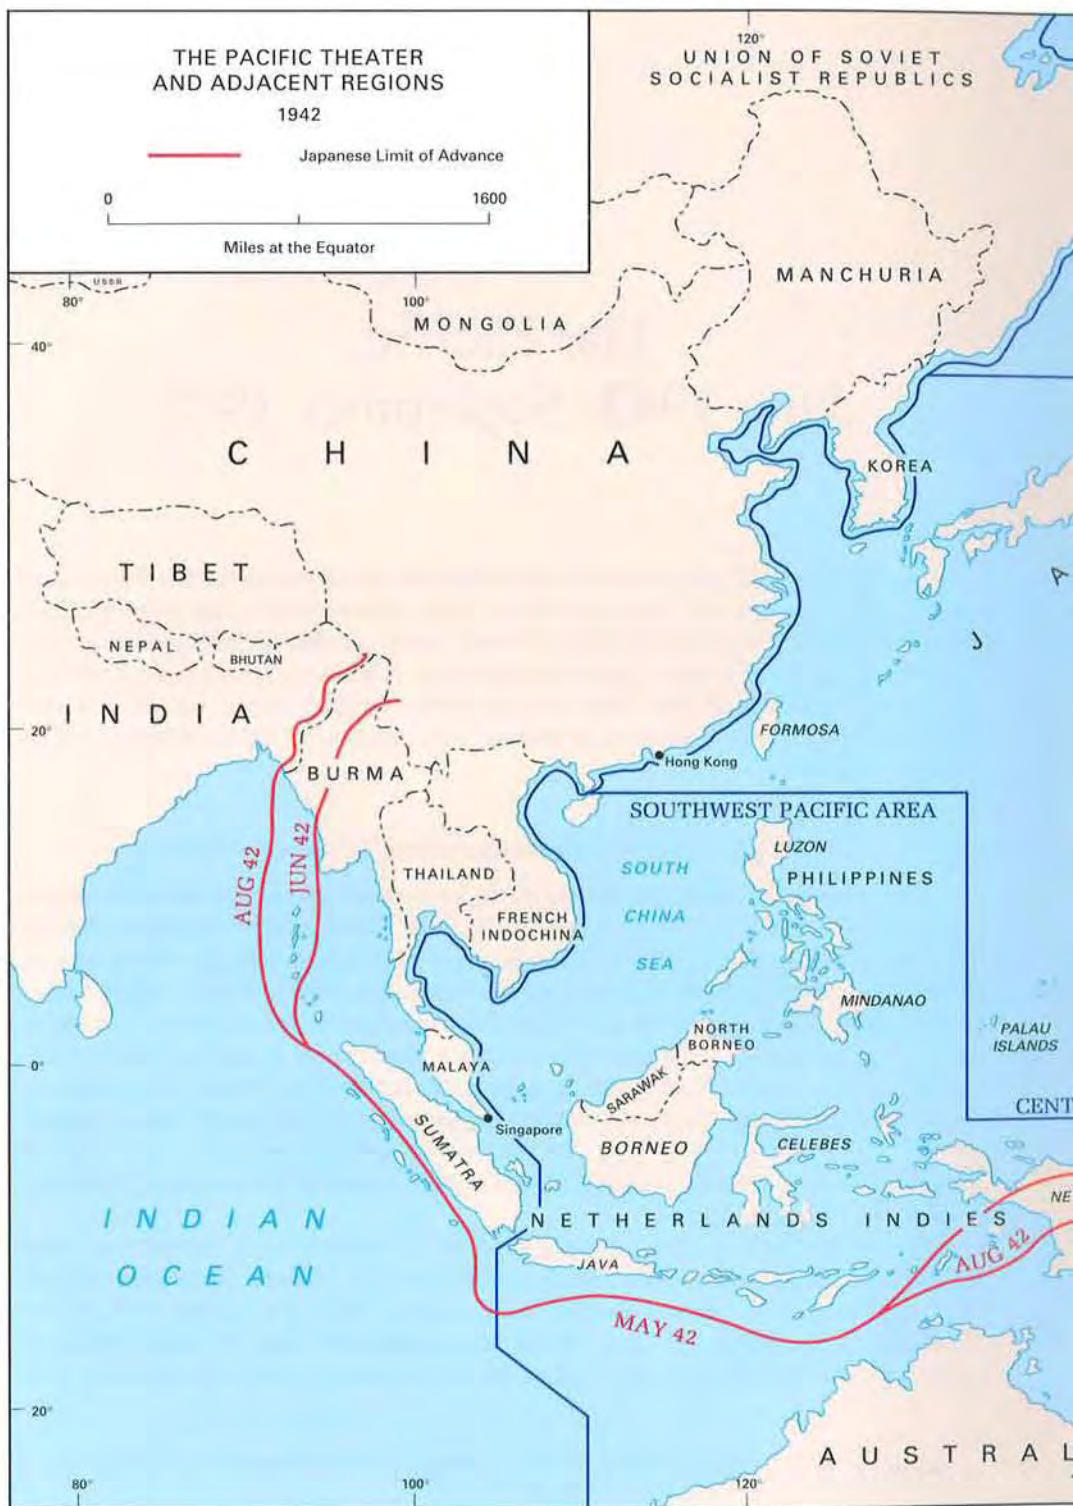 THE PACIFIC THEATER
AND ADJACENT REGIONS
1942
Japanese Limit of Advance
0
1600
Miles at the Equator
120°
UNION OF SOVIET
SOCIALIST REPUBLICS
USSR
80°
100°
MANCHURIA
MONGOLIA
40°
CHINA
KOREA
TIBET
A
NEPAL
BHUTAN
J
INDIA
20°
FORMOSA
Hong Kong
BURMA
SOUTHWEST PACIFIC AREA
AUG 42
JUN 42
LUZON
THAILAND
SOUTH
CHINA
SEA
PHILIPPINES
FRENCH
INDOCHINA
MINDANAO
NORTH
BORNEO
PALAU
ISLANDS
0°
MALAYA
SARAWAK
CENT
Singapore
SUMATRA
BORNEO
CELEBES
NE
INDIAN
OCEAN
NETHERLANDS INDIES
JAVA
AUG 42
MAY 42
20°
AUSTRAL
80°
100°
120°